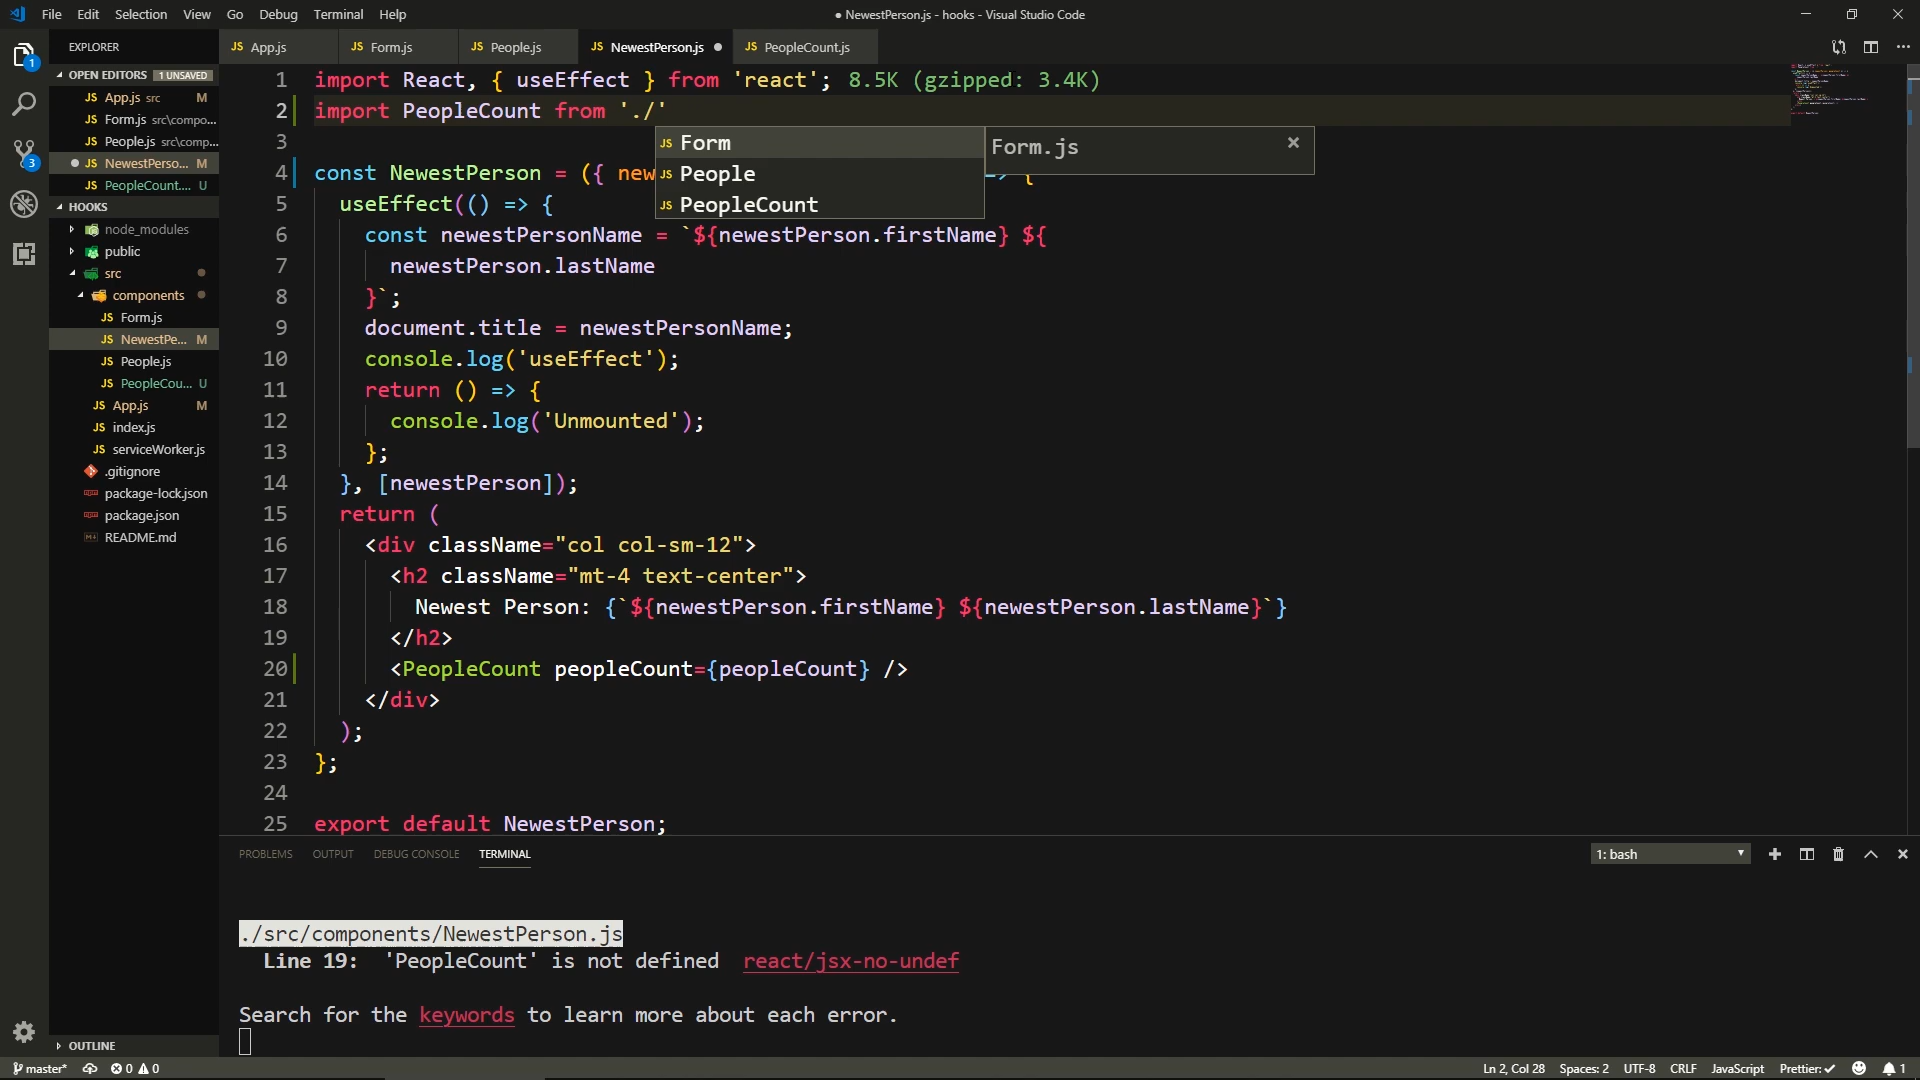 File Edit Selection View Go Debug Terminal Help
● NewestPerson.js - hooks - Visual Studio Code
EXPLORER
JS App.js
JS Form.js
JS People.js
JS NewestPerson.js ●
JS PeopleCount.js
OPEN EDITORS 1 UNSAVED
JS App.js src M
JS Form.js src\compo...
JS People.js src\comp...
● JS NewestPerso... M
JS PeopleCount.... U
HOOKS
node_modules
public
src
components
JS Form.js
JS NewestPe... M
JS People.js
JS PeopleCou... U
JS App.js M
JS index.js
JS serviceWorker.js
.gitignore
package-lock.json
package.json
README.md
OUTLINE
1
3
1 import React, { useEffect } from 'react'; 8.5K (gzipped: 3.4K)
2 import PeopleCount from './'
3
4 const NewestPerson = ({ new => {
JS Form
JS People
JS PeopleCount
Form.js ×
5 useEffect(() => {
6 const newestPersonName = `${newestPerson.firstName} ${
7 newestPerson.lastName
8 }`;
9 document.title = newestPersonName;
10 console.log('useEffect');
11 return () => {
12 console.log('Unmounted');
13 };
14 }, [newestPerson]);
15 return (
16 <div className="col col-sm-12">
17 <h2 className="mt-4 text-center">
18 Newest Person: {`${newestPerson.firstName} ${newestPerson.lastName}`}
19 </h2>
20 <PeopleCount peopleCount={peopleCount} />
21 </div>
22 );
23 };
24
25 export default NewestPerson;
PROBLEMS OUTPUT DEBUG CONSOLE TERMINAL
1: bash
./src/components/NewestPerson.js
Line 19: 'PeopleCount' is not defined react/jsx-no-undef
Search for the keywords to learn more about each error.
master* 0 0
Ln 2, Col 28 Spaces: 2 UTF-8 CRLF JavaScript Prettier: ✓ 1